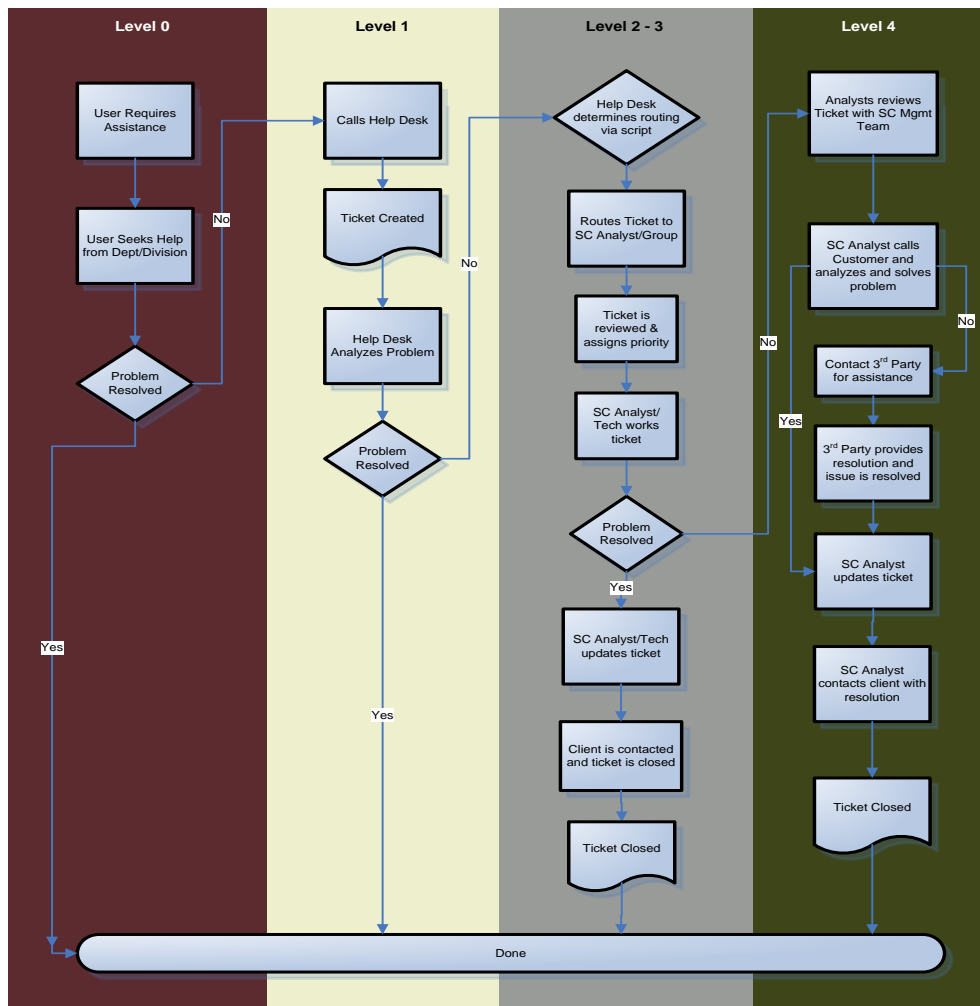 Level 0
Level 1
Level 2 - 3
Level 4
User Requires
Assistance
User Seeks Help
from Dept/Division
Problem
Resolved
No
Yes
Calls Help Desk
Ticket Created
Help Desk
Analyzes Problem
Problem
Resolved
No
Yes
Help Desk
determines routing
via script
Routes Ticket to
SC Analyst/Group
Ticket is
reviewed &
assigns priority
SC Analyst/
Tech works
ticket
Problem
Resolved
No
Yes
SC Analyst/Tech
updates ticket
Client is contacted
and ticket is closed
Ticket Closed
Analysts reviews
Ticket with SC Mgmt
Team
SC Analyst calls
Customer and
analyzes and solves
problem
No
Yes
Contact 3rd Party
for assistance
3rd Party provides
resolution and
issue is resolved
SC Analyst
updates ticket
SC Analyst
contacts client with
resolution
Ticket Closed
Done